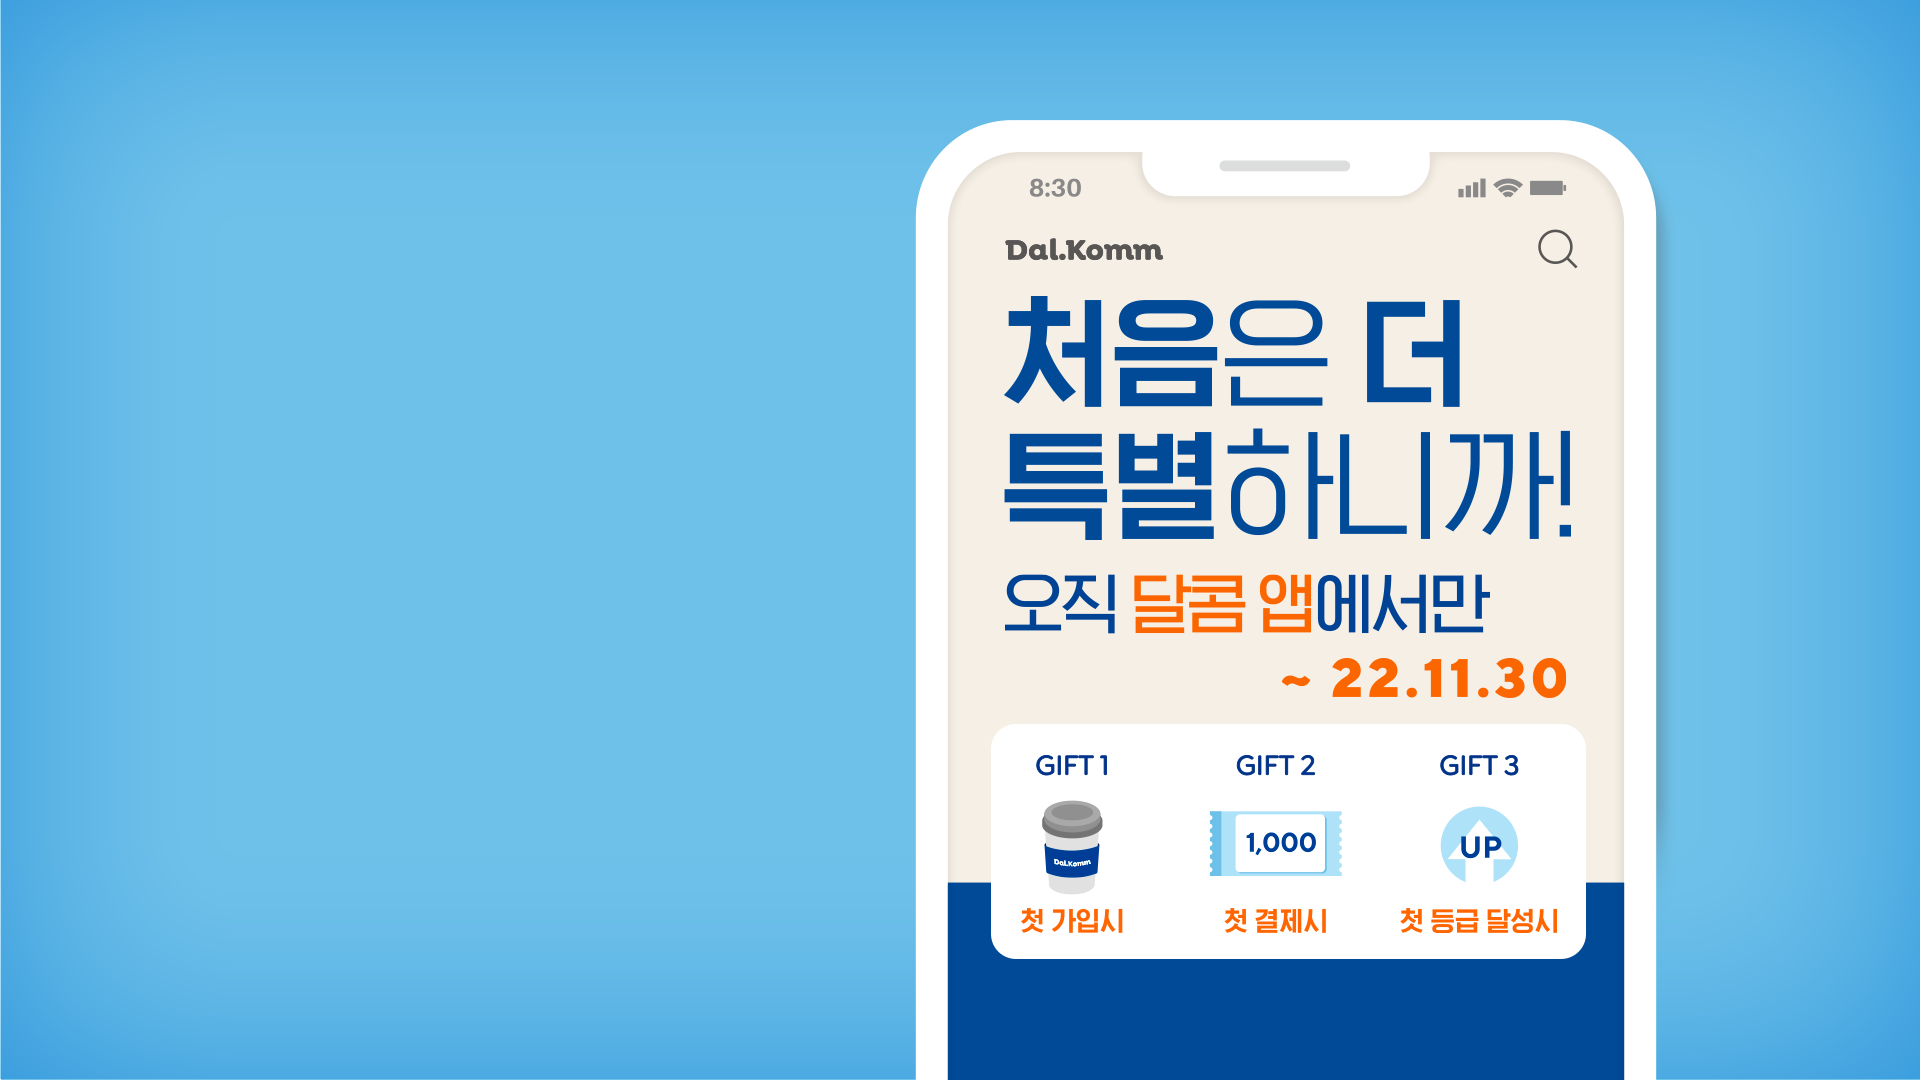 8:30
Dal.Komm
처음은 더
특별하니까!
오직 달콤 앱에서만
~ 22.11.30
GIFT 1 GIFT 2 GIFT 3
Dal.Komm 1,000 UP
첫 가입시 첫 결제시 첫 등급 달성시